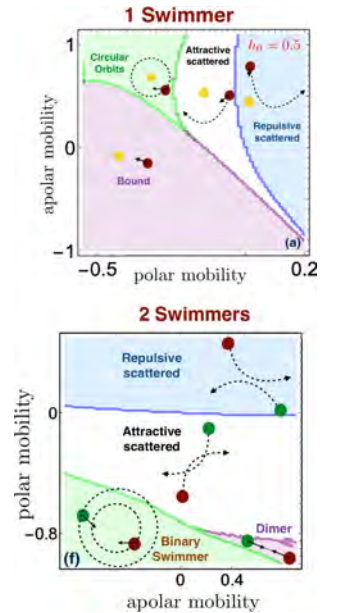 1 Swimmer
Circular
Orbits
Attractive
scattered
b₀ = 0.5
Repulsive
scattered
Bound
(a)
apolar mobility
1
0
−1
−0.5
0.2
polar mobility
2 Swimmers
Repulsive
scattered
Attractive
scattered
Dimer
Binary
Swimmer
(f)
polar mobility
0
−0.8
0
0.4
apolar mobility